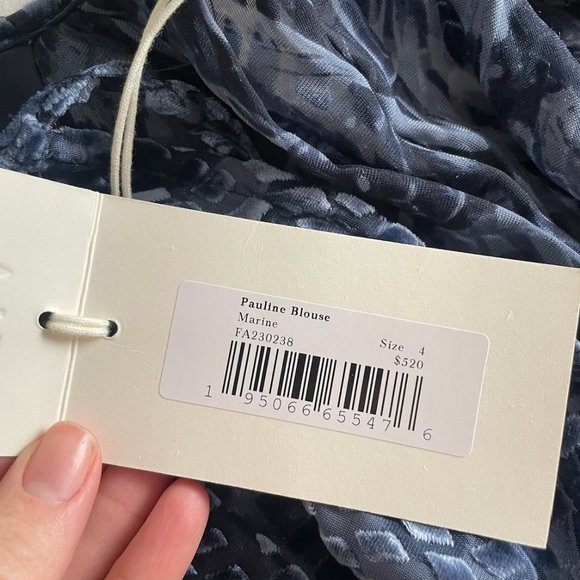 Pauline Blouse
Marine
FA230238 Size 4
$520
1 95066 65547 6